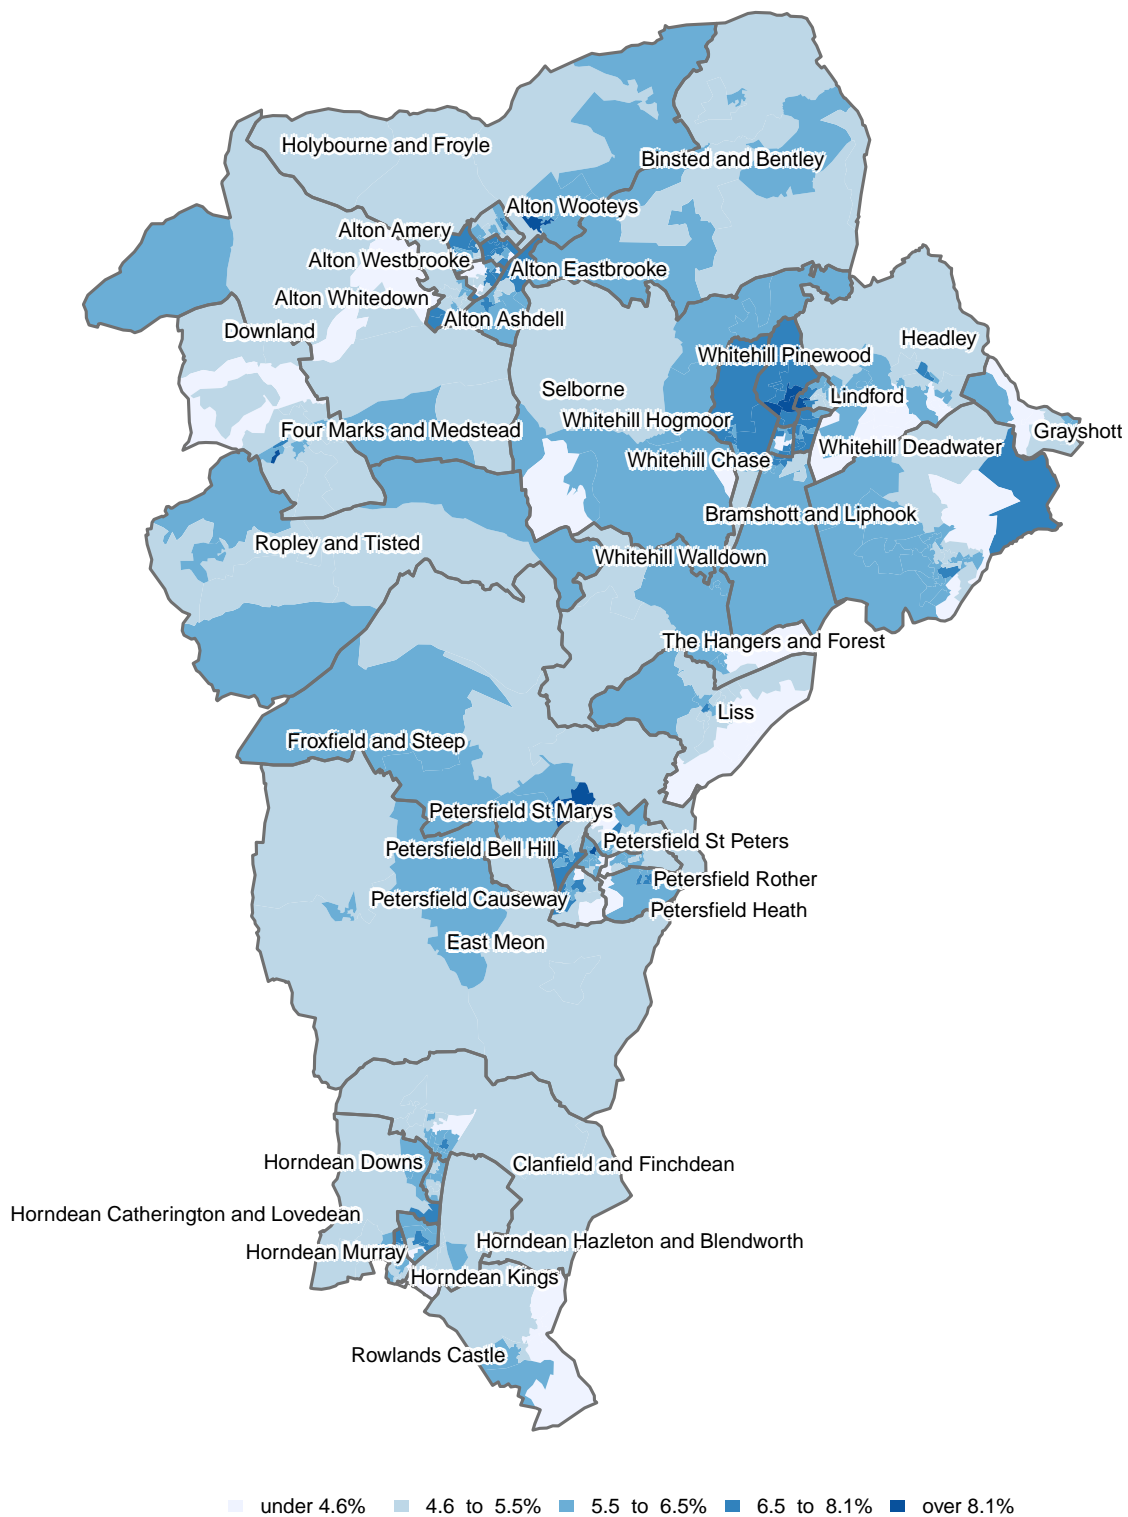 Holybourne and Froyle
Binsted and Bentley
Alton Wooteys
Alton Amery
Alton Westbrooke
Alton Eastbrooke
Alton Whitedown
Alton Ashdell
Downland
Headley
Whitehill Pinewood
Selborne
Lindford
Whitehill Hogmoor
Four Marks and Medstead
Grayshott
Whitehill Deadwater
Whitehill Chase
Bramshott and Liphook
Ropley and Tisted
Whitehill Walldown
The Hangers and Forest
Liss
Froxfield and Steep
Petersfield St Marys
Petersfield St Peters
Petersfield Bell Hill
Petersfield Rother
Petersfield Causeway
Petersfield Heath
East Meon
Horndean Downs
Clanfield and Finchdean
Horndean Catherington and Lovedean
Horndean Hazleton and Blendworth
Horndean Murray
Horndean Kings
Rowlands Castle
under 4.6% 4.6 to 5.5% 5.5 to 6.5% 6.5 to 8.1% over 8.1%